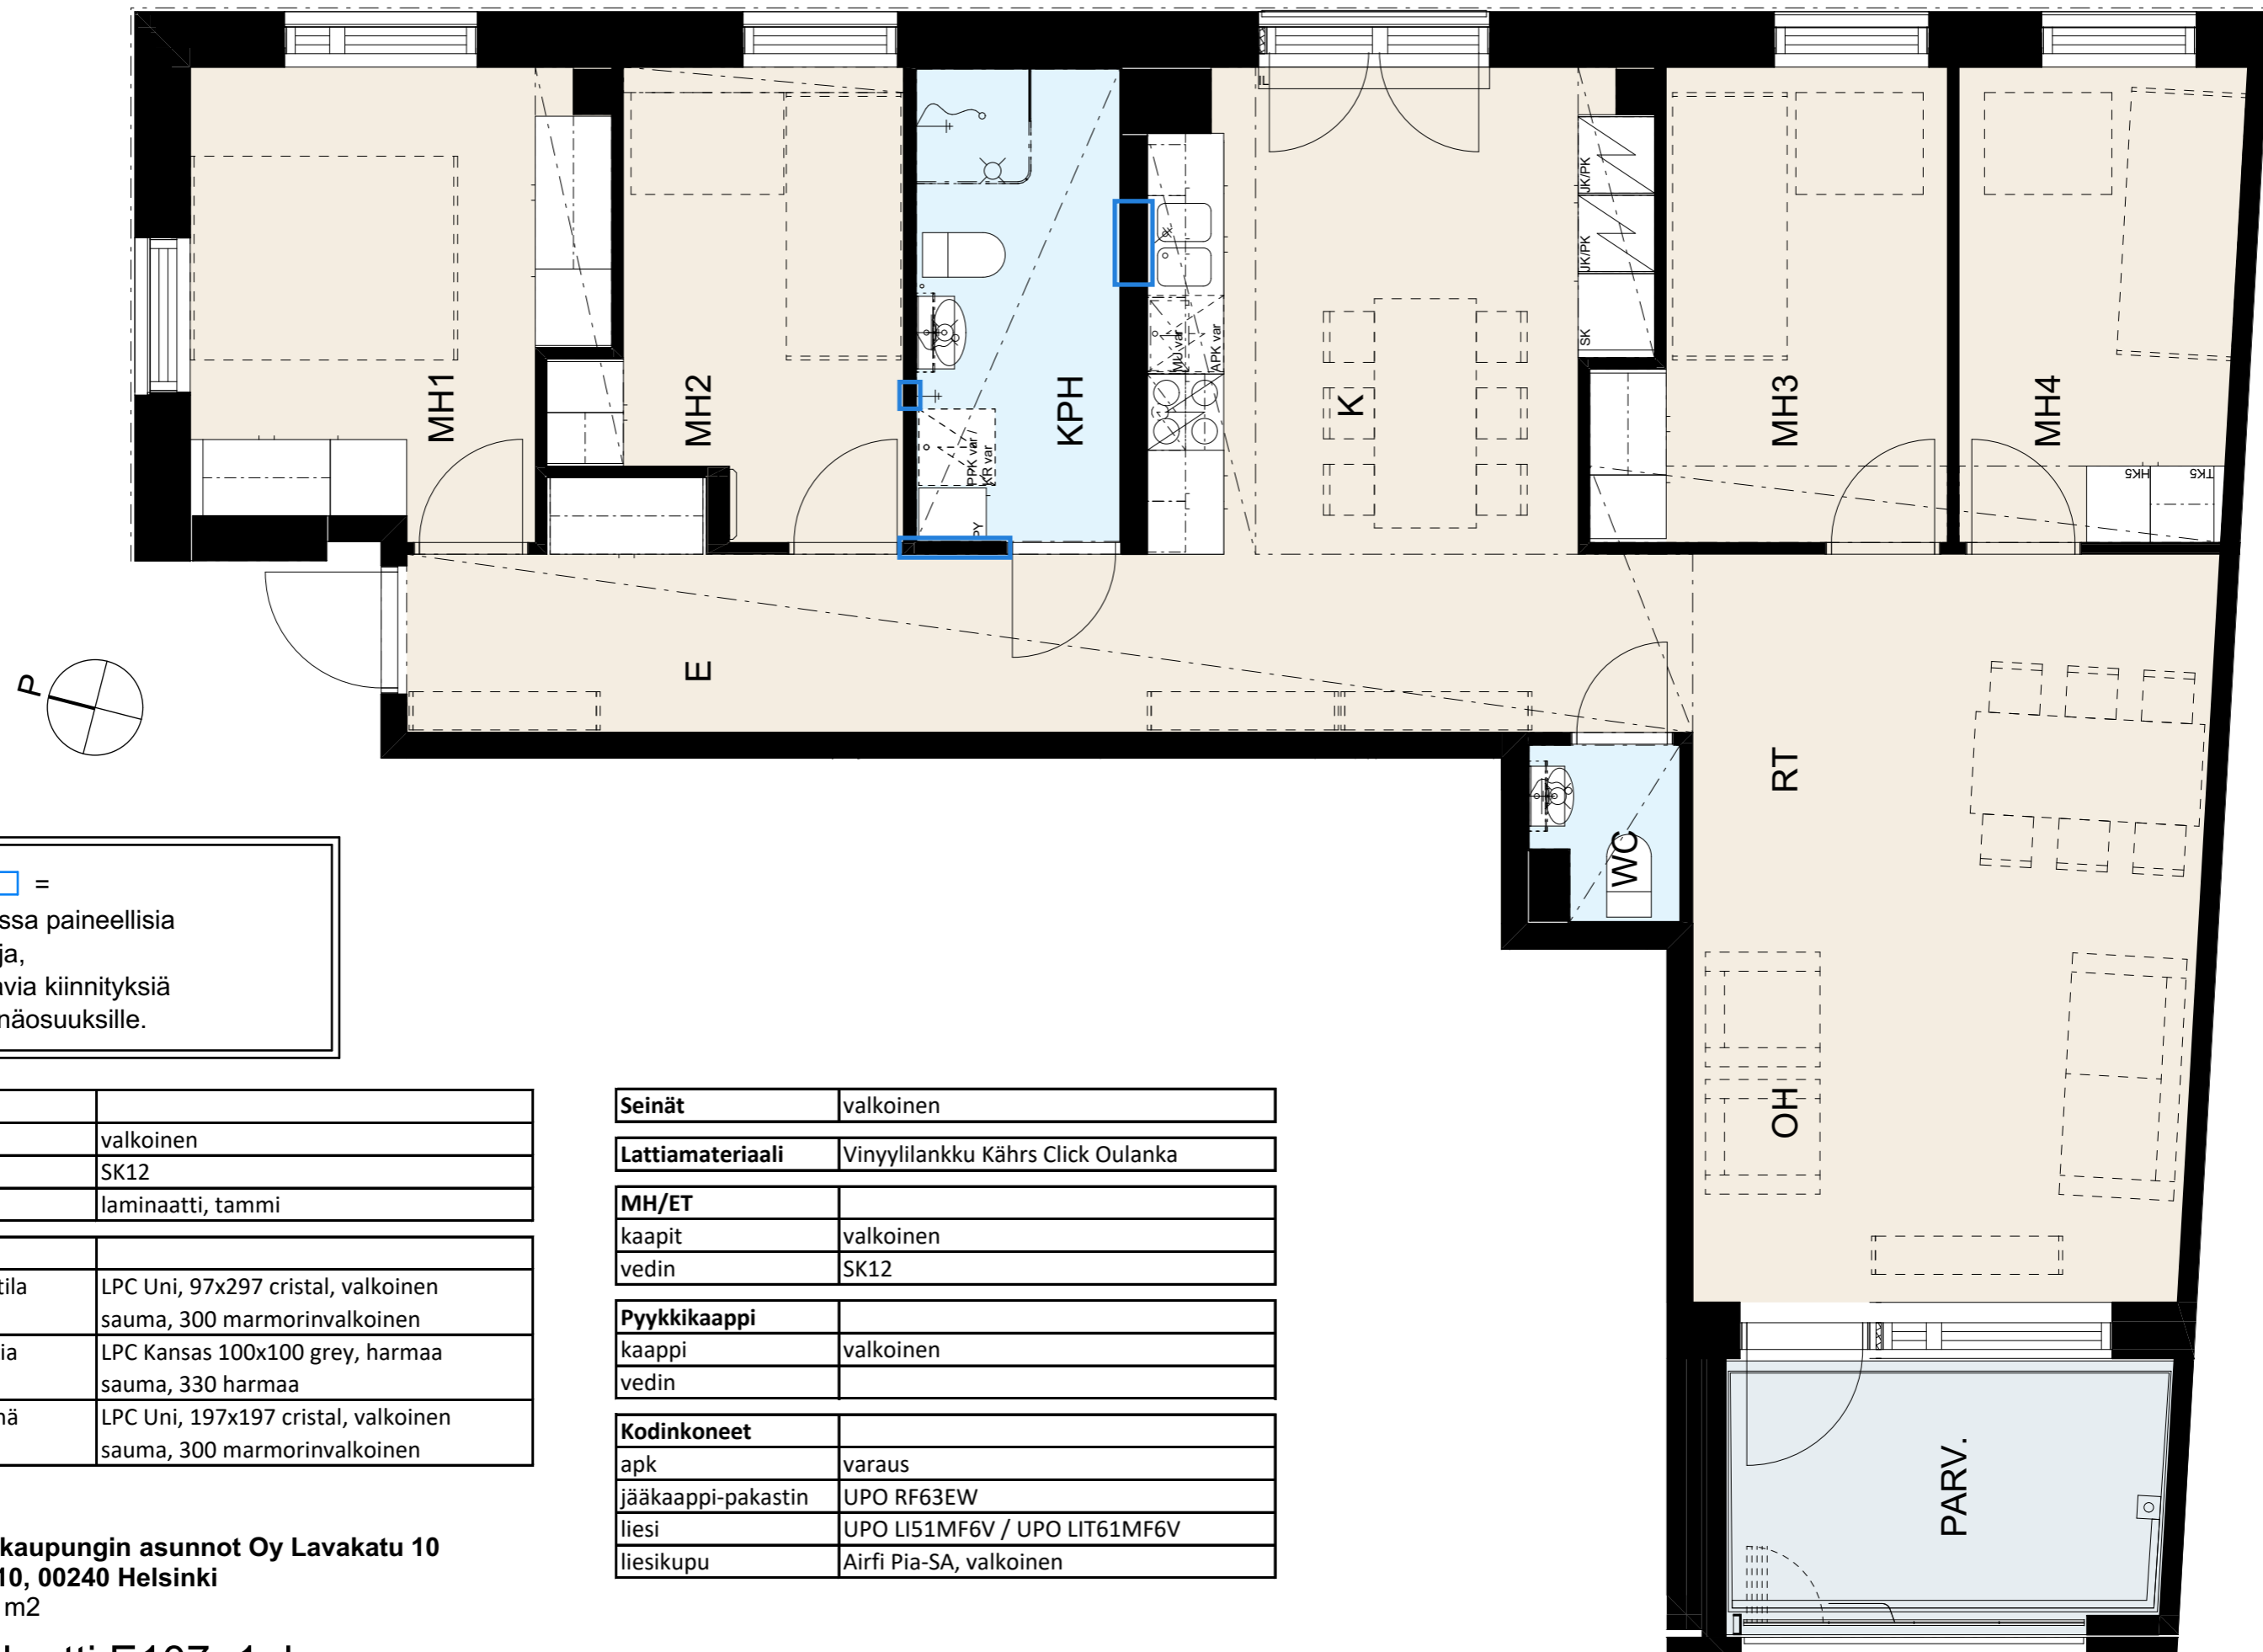 MH1
MH2
KPH
K
MH3
MH4
IL
JK/PK
JK/PK
SK
MU var
APK var
PPK var
KR var
PY
HK5
TK5
E
RT
WC
OH
PARV.
P
=
ssa paineellisia
ja,
avia kiinnityksiä
näosuuksille.
valkoinen
SK12
laminaatti, tammi
tila LPC Uni, 97x297 cristal, valkoinen
sauma, 300 marmorinvalkoinen
ia LPC Kansas 100x100 grey, harmaa
sauma, 330 harmaa
nä LPC Uni, 197x197 cristal, valkoinen
sauma, 300 marmorinvalkoinen
Seinät valkoinen
Lattiamateriaali Vinyylilankku Kährs Click Oulanka
MH/ET
kaapit valkoinen
vedin SK12
Pyykkikaappi
kaappi valkoinen
vedin
Kodinkoneet
apk varaus
jääkaappi-pakastin UPO RF63EW
liesi UPO LI51MF6V / UPO LIT61MF6V
liesikupu Airfi Pia-SA, valkoinen
kaupungin asunnot Oy Lavakatu 10
10, 00240 Helsinki
m2